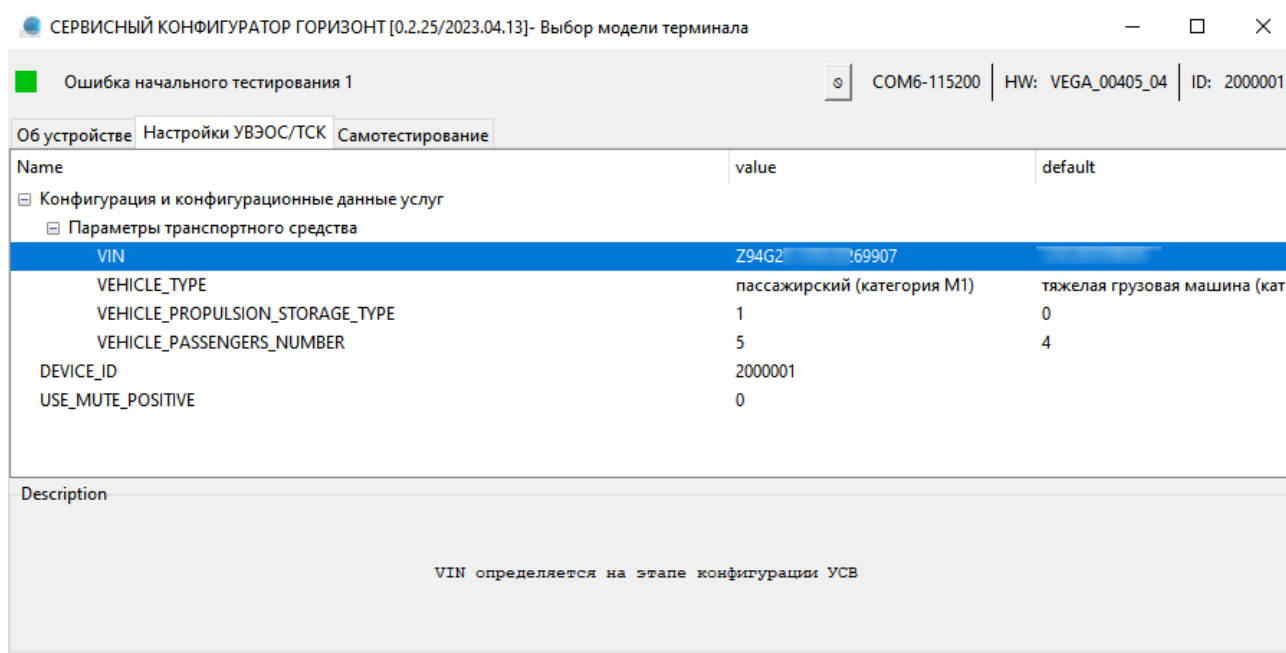 СЕРВИСНЫЙ КОНФИГУРАТОР ГОРИЗОНТ [0.2.25/2023.04.13]- Выбор модели терминала
Ошибка начального тестирования 1 COM6-115200 HW: VEGA_00405_04 ID: 2000001
Об устройстве Настройки УВЭОС/ТСК Самотестирование
Name value default
Конфигурация и конфигурационные данные услуг
Параметры транспортного средства
VIN Z94G2 269907
VEHICLE_TYPE пассажирский (категория M1) тяжелая грузовая машина (кат
VEHICLE_PROPULSION_STORAGE_TYPE 1 0
VEHICLE_PASSENGERS_NUMBER 5 4
DEVICE_ID 2000001
USE_MUTE_POSITIVE 0
Description
VIN определяется на этапе конфигурации УСВ